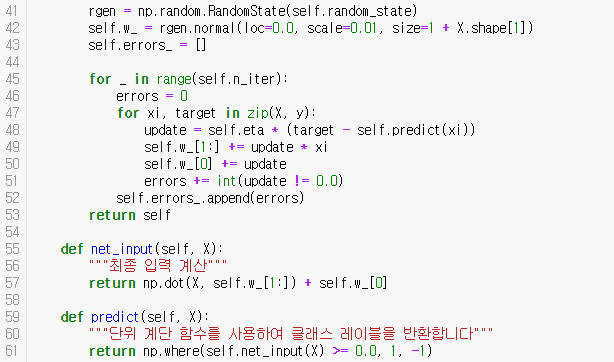 41 rgen = np.random.RandomState(self.random_state)
42 self.w_ = rgen.normal(loc=0.0, scale=0.01, size=1 + X.shape[1])
43 self.errors_ = []
44
45 for _ in range(self.n_iter):
46 errors = 0
47 for xi, target in zip(X, y):
48 update = self.eta * (target - self.predict(xi))
49 self.w_[1:] += update * xi
50 self.w_[0] += update
51 errors += int(update != 0.0)
52 self.errors_.append(errors)
53 return self
54
55 def net_input(self, X):
56 """최종 입력 계산"""
57 return np.dot(X, self.w_[1:]) + self.w_[0]
58
59 def predict(self, X):
60 """단위 계단 함수를 사용하여 클래스 레이블을 반환합니다"""
61 return np.where(self.net_input(X) >= 0.0, 1, -1)